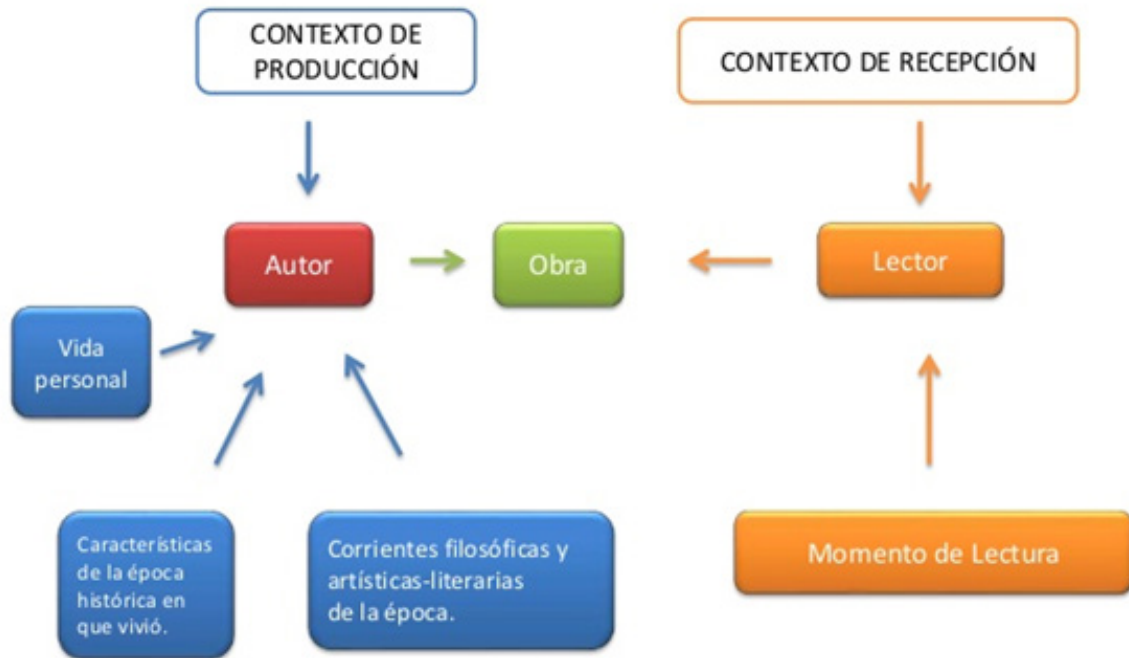 CONTEXTO DE
PRODUCCIÓN
CONTEXTO DE RECEPCIÓN
Autor
Obra
Lector
Vida
personal
Características
de la época
histórica en
que vivió.
Corrientes filosóficas y
artísticas-literarias
de la época.
Momento de Lectura